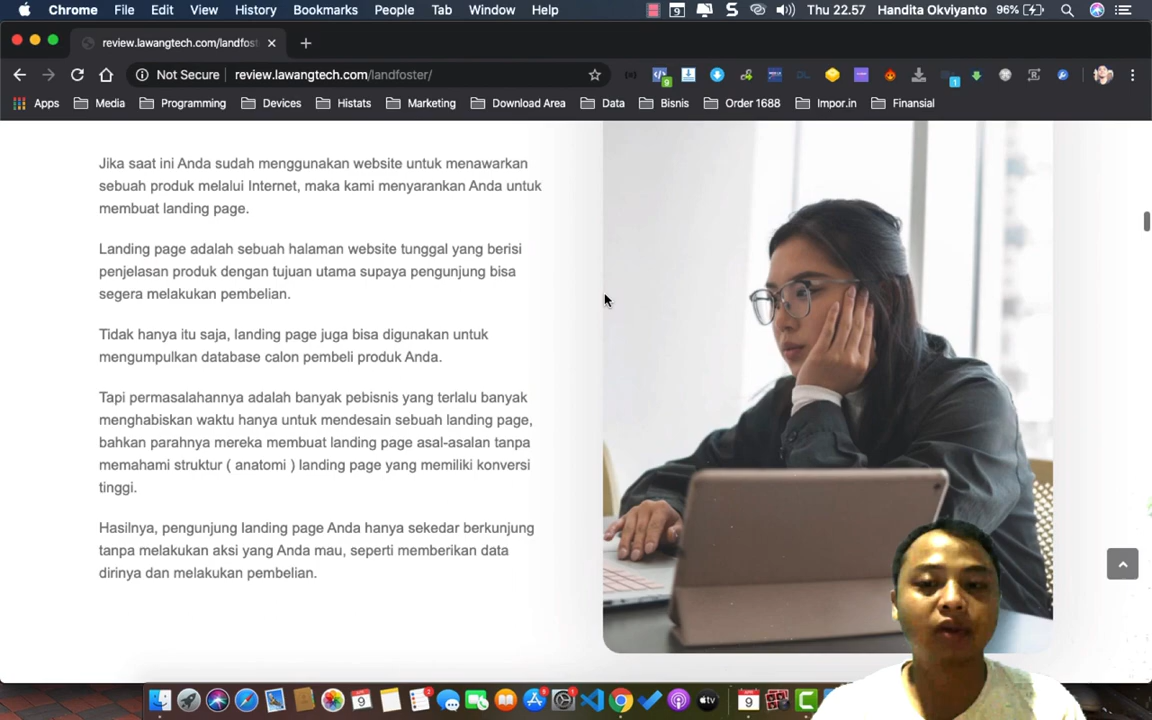 Chrome File Edit View History Bookmarks People Tab Window Help 9 S Thu 22.57 Handita Okviyanto 96%
review.lawangtech.com/landfost
Not Secure review.lawangtech.com/landfoster/
Apps Media Programming Devices Histats Marketing Download Area Data Bisnis Order 1688 Impor.in Finansial
Jika saat ini Anda sudah menggunakan website untuk menawarkan
sebuah produk melalui Internet, maka kami menyarankan Anda untuk
membuat landing page.
Landing page adalah sebuah halaman website tunggal yang berisi
penjelasan produk dengan tujuan utama supaya pengunjung bisa
segera melakukan pembelian.
Tidak hanya itu saja, landing page juga bisa digunakan untuk
mengumpulkan database calon pembeli produk Anda.
Tapi permasalahannya adalah banyak pebisnis yang terlalu banyak
menghabiskan waktu hanya untuk mendesain sebuah landing page,
bahkan parahnya mereka membuat landing page asal-asalan tanpa
memahami struktur ( anatomi ) landing page yang memiliki konversi
tinggi.
Hasilnya, pengunjung landing page Anda hanya sekedar berkunjung
tanpa melakukan aksi yang Anda mau, seperti memberikan data
dirinya dan melakukan pembelian.